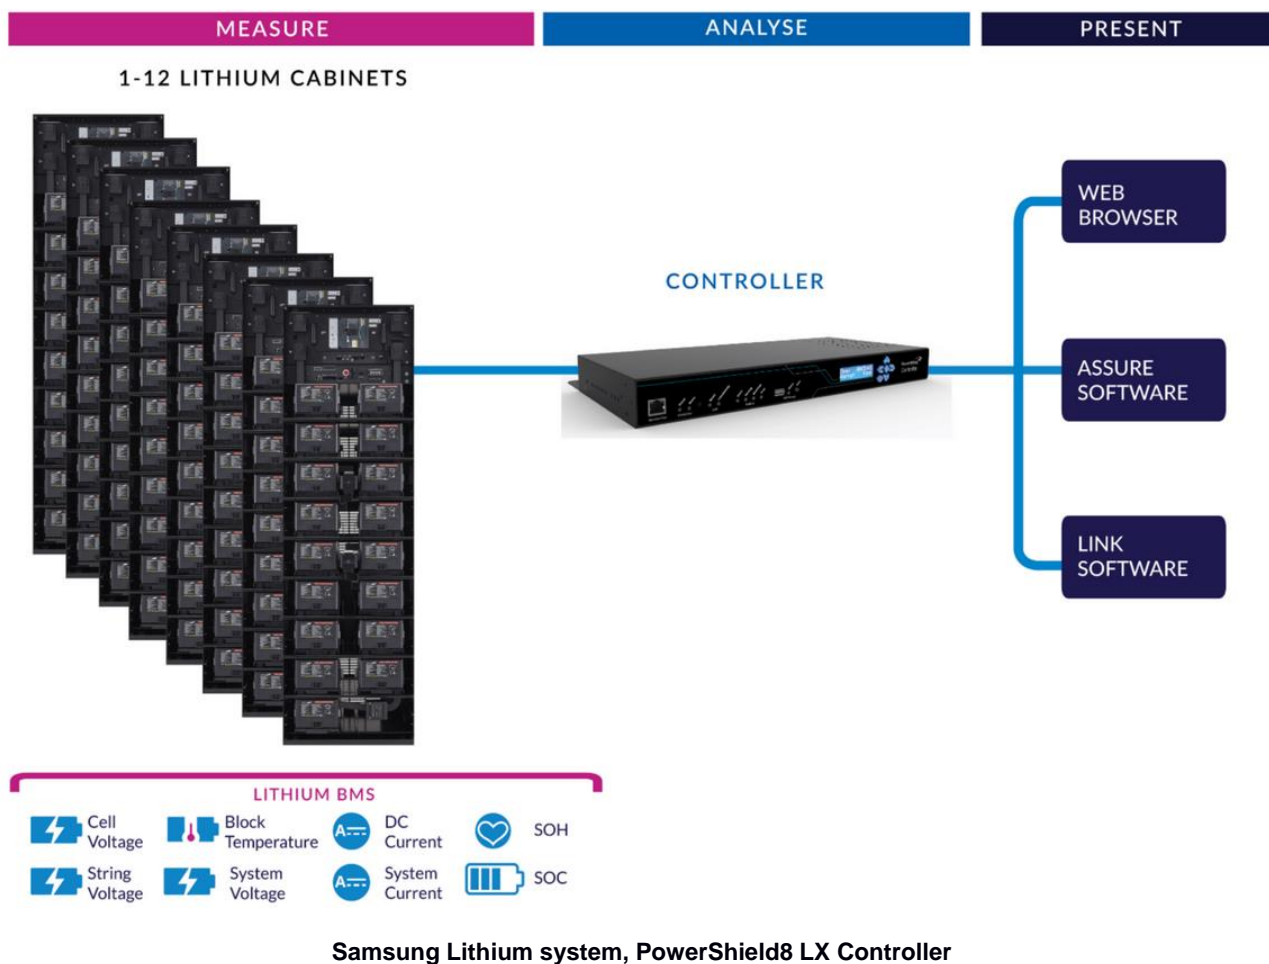 MEASURE
ANALYSE
PRESENT
1-12 LITHIUM CABINETS
WEB
BROWSER
CONTROLLER
Controller
ASSURE
SOFTWARE
LINK
SOFTWARE
LITHIUM BMS
Cell
Voltage
Block
Temperature
DC
Current
SOH
String
Voltage
System
Voltage
System
Current
SOC
Samsung Lithium system, PowerShield8 LX Controller